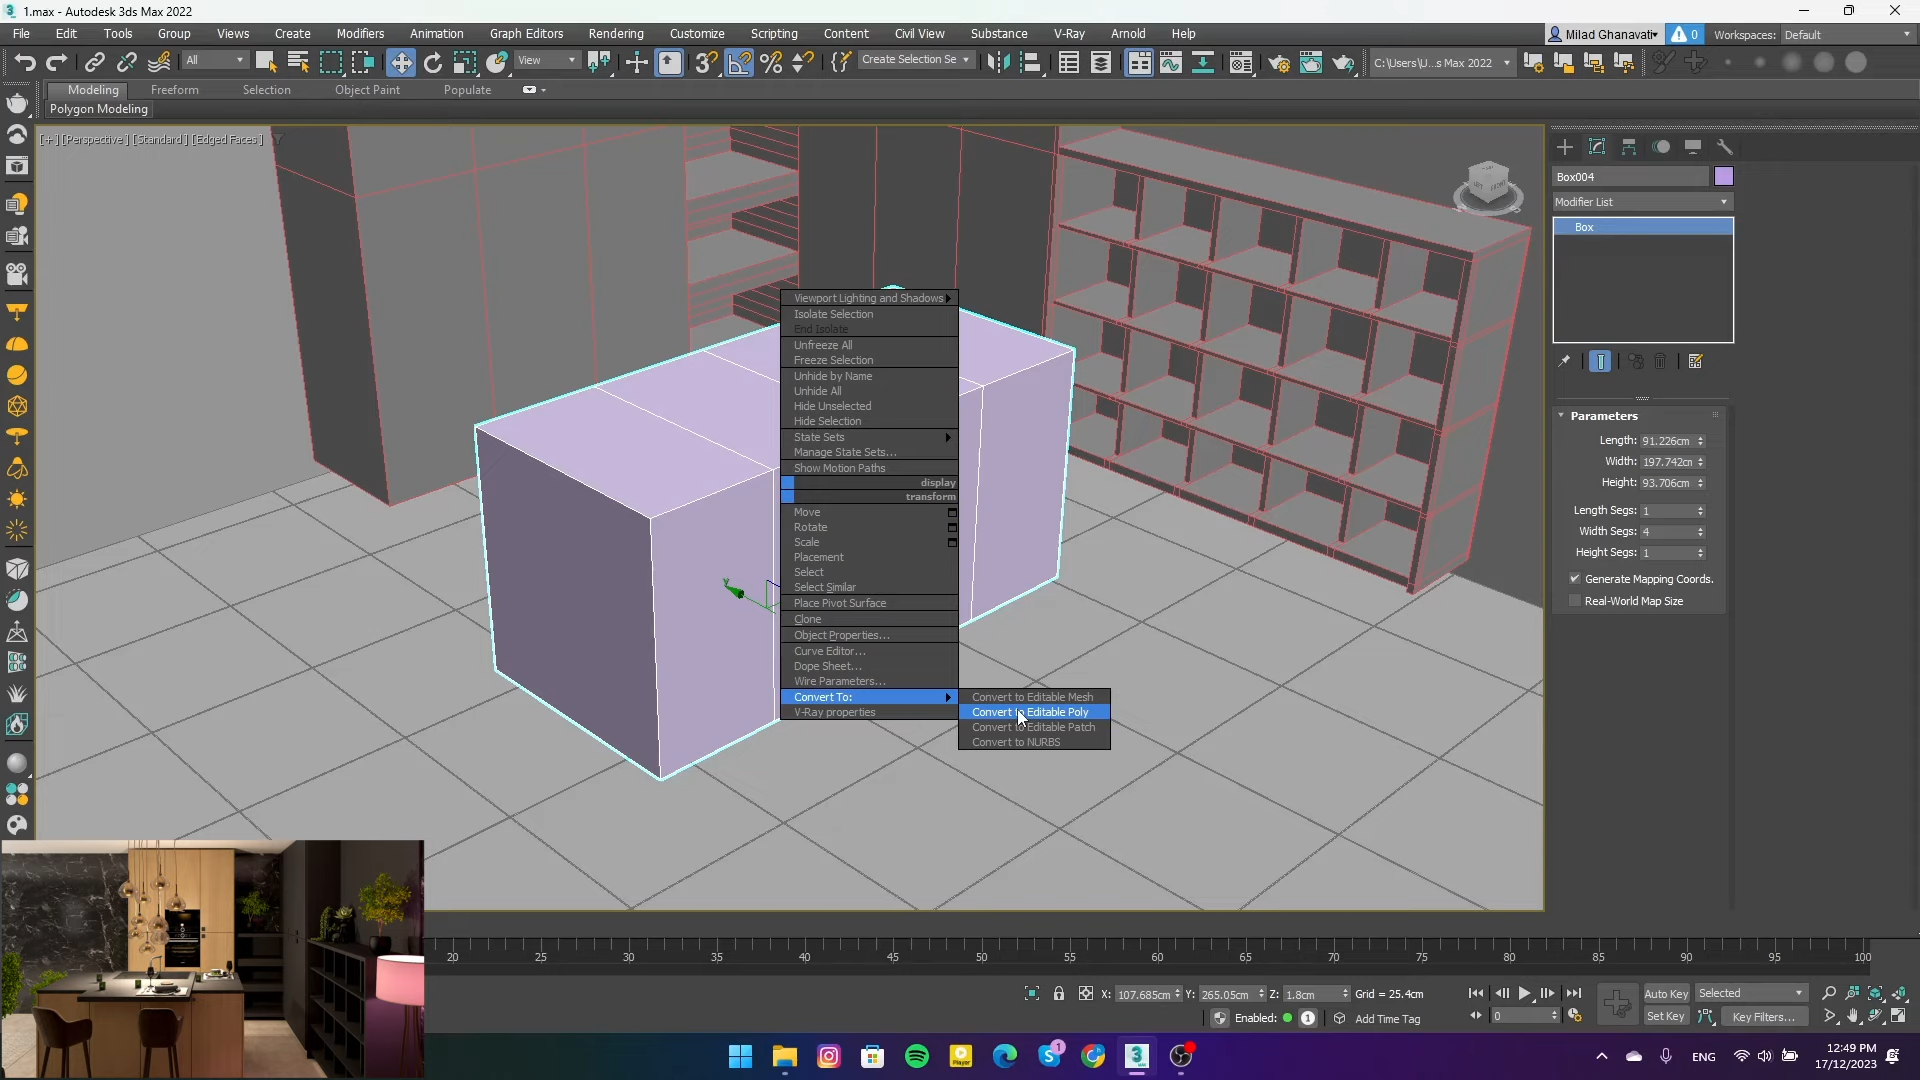 1.max - Autodesk 3ds Max 2022
File Edit Tools Group Views Create Modifiers Animation Graph Editors Rendering Customize Scripting Content Civil View Substance V-Ray Arnold Help
Milad Ghanavati 0 Workspaces: Default
All View Create Selection Se C:\Users\U...s Max 2022
Modeling Freeform Selection Object Paint Populate
Polygon Modeling
[+] [Perspective] [Standard] [Edged Faces]
Box004
Modifier List
Box
Viewport Lighting and Shadows
Isolate Selection
End Isolate
Unfreeze All
Freeze Selection
Unhide by Name
Unhide All
Hide Unselected
Hide Selection
State Sets
Manage State Sets...
Show Motion Paths
display
transform
Move
Rotate
Scale
Placement
Select
Select Similar
Place Pivot Surface
Clone
Object Properties...
Curve Editor...
Dope Sheet...
Wire Parameters...
Convert To:
V-Ray properties
Convert to Editable Mesh
Convert to Editable Poly
Convert to Editable Patch
Convert to NURBS
Parameters
Length: 91.226cm
Width: 197.742cm
Height: 93.706cm
Length Segs: 1
Width Segs: 4
Height Segs: 1
Generate Mapping Coords.
Real-World Map Size
y
20 25 30 35 40 45 50 55 60 65 70 75 80 85 90 95 100
X: 107.685cm Y: 265.05cm Z: 1.8cm Grid = 25.4cm
Auto Key Selected
Enabled: 1 Add Time Tag
0
Set Key Key Filters...
Player
1
3
ENG
12:49 PM
17/12/2023